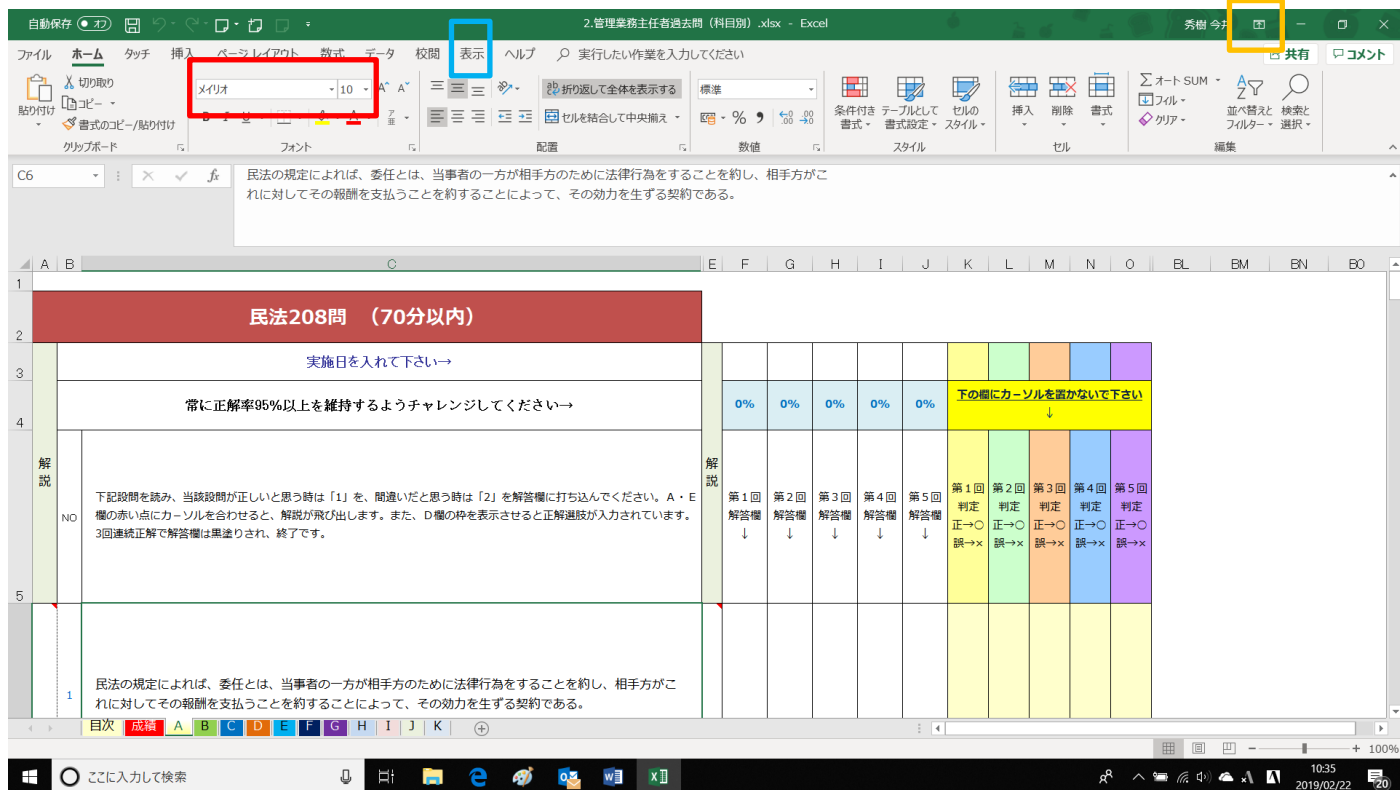 自動保存 オフ 2.管理業務主任者過去問（科目別）.xlsx - Excel 秀樹 今井
ファイル ホーム タッチ 挿入 ページ レイアウト 数式 データ 校閲 表示 ヘルプ 実行したい作業を入力してください 共有 コメント
貼り付け
切り取り
コピー
書式のコピー/貼り付け
クリップボード
メイリオ 10 A A
B I U A
フォント
折り返して全体を表示する
セルを結合して中央揃え
配置
標準
% 9
数値
条件付き書式 テーブルとして書式設定 セルのスタイル
スタイル
挿入 削除 書式
セル
オート SUM
フィル
クリア
並べ替えとフィルター 検索と選択
編集
C6 fx 民法の規定によれば、委任とは、当事者の一方が相手方のために法律行為をすることを約し、相手方がこ
れに対してその報酬を支払うことを約することによって、その効力を生ずる契約である。
A B C E F G H I J K L M N O BL BM BN BO
1
2 民法208問 （70分以内）
3 実施日を入れて下さい→
4 常に正解率95%以上を維持するようチャレンジしてください→ 0% 0% 0% 0% 0% 下の欄にカーソルを置かないで下さい
↓
解説
NO
下記設問を読み、当該設問が正しいと思う時は「1」を、間違いだと思う時は「2」を解答欄に打ち込んでください。A・E
欄の赤い点にカーソルを合わせると、解説が飛び出します。また、D欄の枠を表示させると正解選肢が入力されています。
3回連続正解で解答欄は黒塗りされ、終了です。
解説
第1回 第2回 第3回 第4回 第5回
解答欄 解答欄 解答欄 解答欄 解答欄
↓ ↓ ↓ ↓ ↓
第1回 第2回 第3回 第4回 第5回
判定 判定 判定 判定 判定
正→○ 正→○ 正→○ 正→○ 正→○
誤→× 誤→× 誤→× 誤→× 誤→×
5
1 民法の規定によれば、委任とは、当事者の一方が相手方のために法律行為をすることを約し、相手方がこ
れに対してその報酬を支払うことを約することによって、その効力を生ずる契約である。
目次 成績 A B C D E F G H I J K
100%
ここに入力して検索
10:35
2019/02/22
20